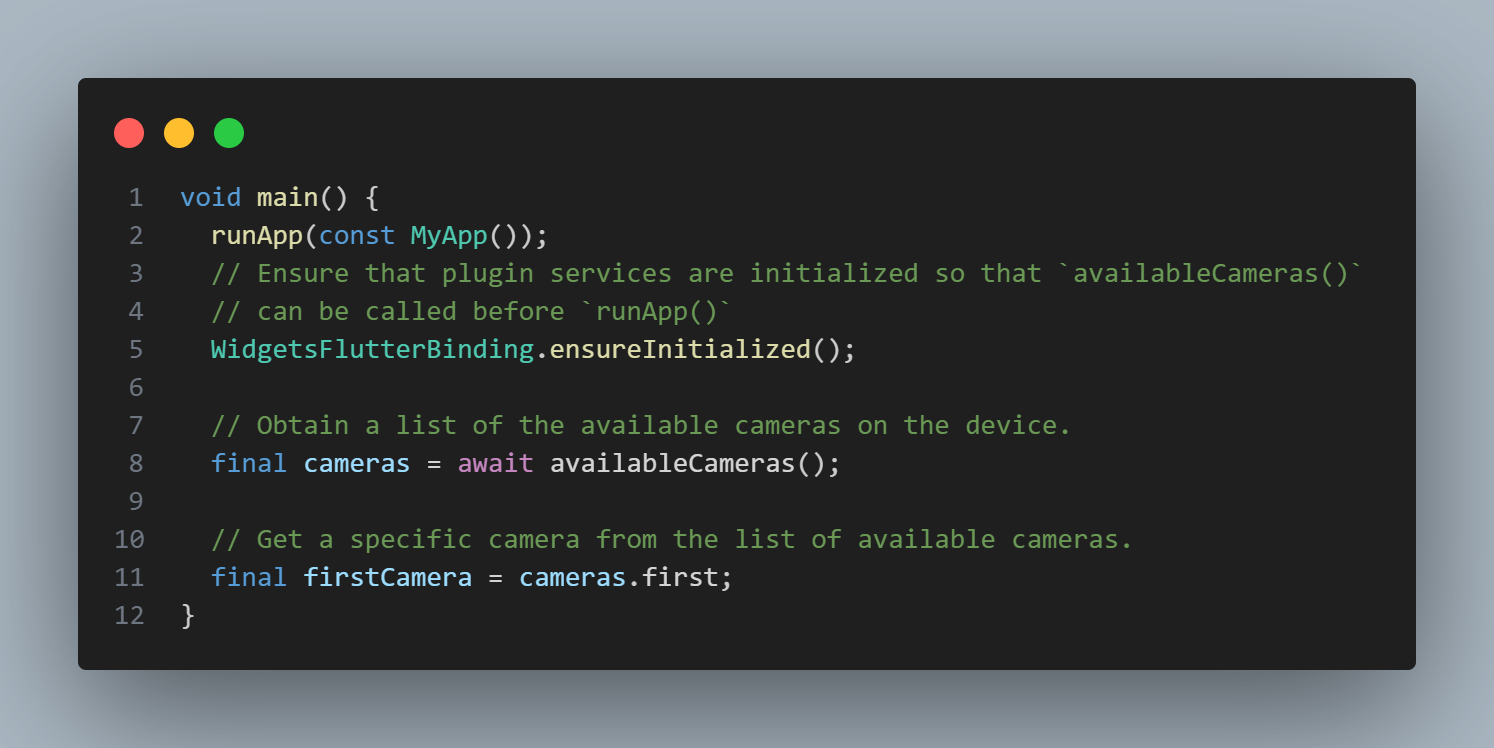 1 void main() {
2   runApp(const MyApp());
3   // Ensure that plugin services are initialized so that `availableCameras()`
4   // can be called before `runApp()`
5   WidgetsFlutterBinding.ensureInitialized();
6
7   // Obtain a list of the available cameras on the device.
8   final cameras = await availableCameras();
9
10   // Get a specific camera from the list of available cameras.
11   final firstCamera = cameras.first;
12 }